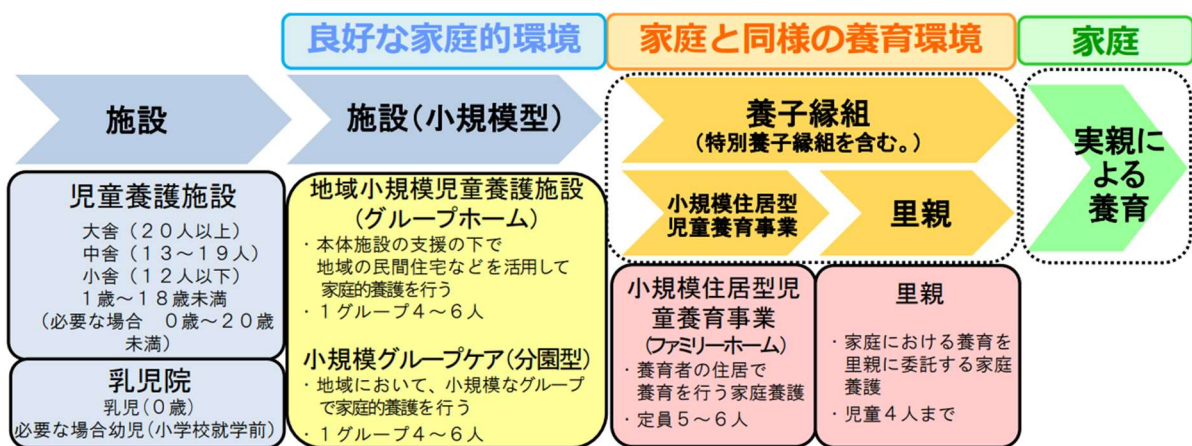 良好な家庭的環境
家庭と同様の養育環境
家庭
施設
施設(小規模型)
養子縁組
(特別養子縁組を含む。)
小規模住居型
児童養育事業
里親
実親に
よる
養育
児童養護施設
大舎(20人以上)
中舎(13~19人)
小舎(12人以下)
1歳~18歳未満
(必要な場合 0歳~20歳
未満)
乳児院
乳児(0歳)
必要な場合幼児(小学校就学前)
地域小規模児童養護施設
(グループホーム)
・本体施設の支援の下で
地域の民間住宅などを活用して
家庭的養護を行う
・1グループ4~6人
小規模グループケア(分園型)
・地域において、小規模なグループ
で家庭的養護を行う
・1グループ4~6人
小規模住居型児
童養育事業
(ファミリーホーム)
・養育者の住居で
養育を行う家庭養護
・定員5~6人
里親
・家庭における養育を
里親に委託する家庭
養護
・児童4人まで